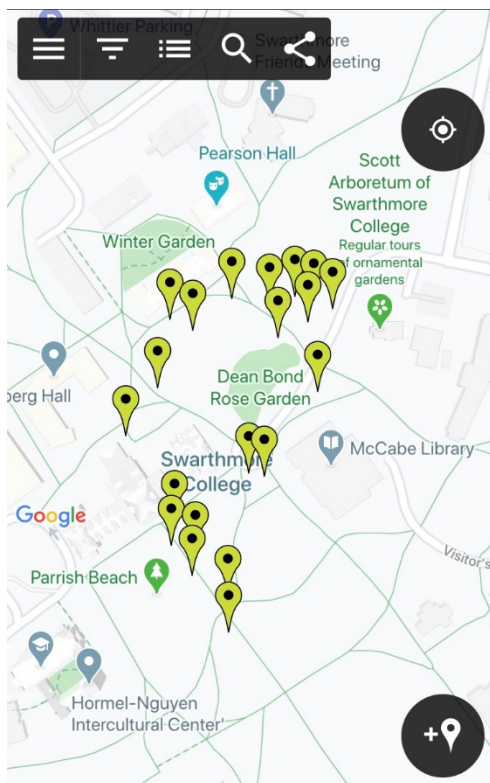 Whittier Parking
Swarthmore
Friends Meeting
Pearson Hall
Scott
Arboretum of
Swarthmore
College
Regular tours
of ornamental
gardens
Winter Garden
Dean Bond
Rose Garden
berg Hall
McCabe Library
Swarthmore
College
Google
Visitor's
Parrish Beach
Hormel-Nguyen
Intercultural Center'